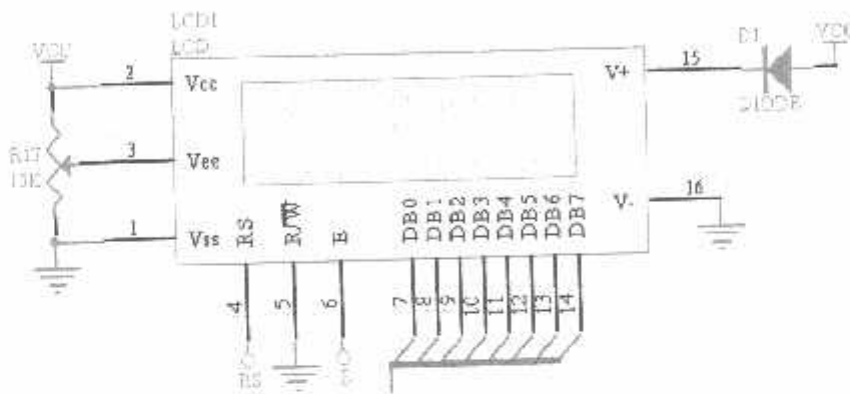 LCD1
LCD
VCC
2
Vcc
3
Vee
1
Vss
RS
R/W
E
DB0
DB1
DB2
DB3
DB4
DB5
DB6
DB7
V+
15
D1
DIODE
VCC
V-
16
4
5
6
7
8
9
10
11
12
13
14
RS